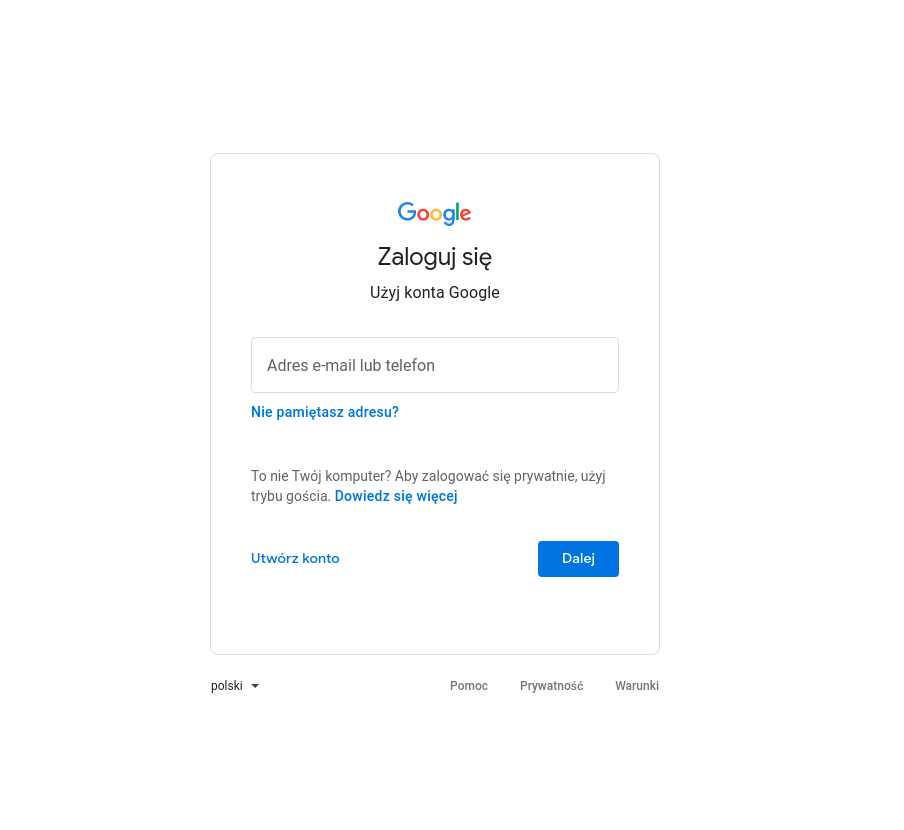 Google
Zaloguj się
Użyj konta Google
Adres e-mail lub telefon
Nie pamiętasz adresu?
To nie Twój komputer? Aby zalogować się prywatnie, użyj
trybu gościa. Dowiedz się więcej
Utwórz konto
Dalej
polski
Pomoc
Prywatność
Warunki